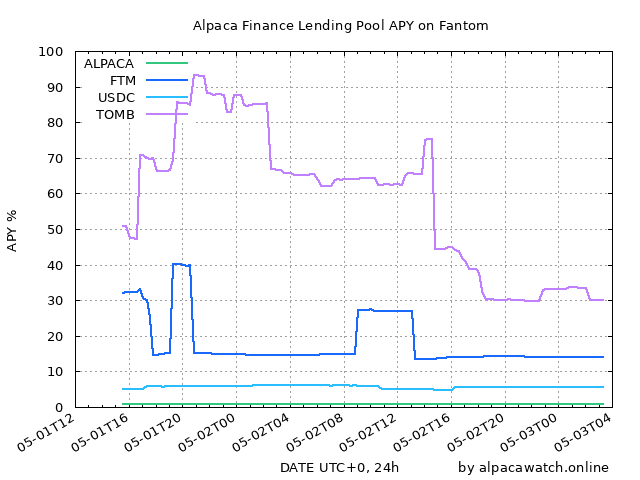 Alpaca Finance Lending Pool APY on Fantom
100
90
80
70
60
50
40
30
20
10
0
APY %
ALPACA
FTM
USDC
TOMB
05-01T12
05-01T16
05-01T20
05-02T00
05-02T04
05-02T08
05-02T12
05-02T16
05-02T20
05-03T00
05-03T04
DATE UTC+0, 24h
by alpacawatch.online